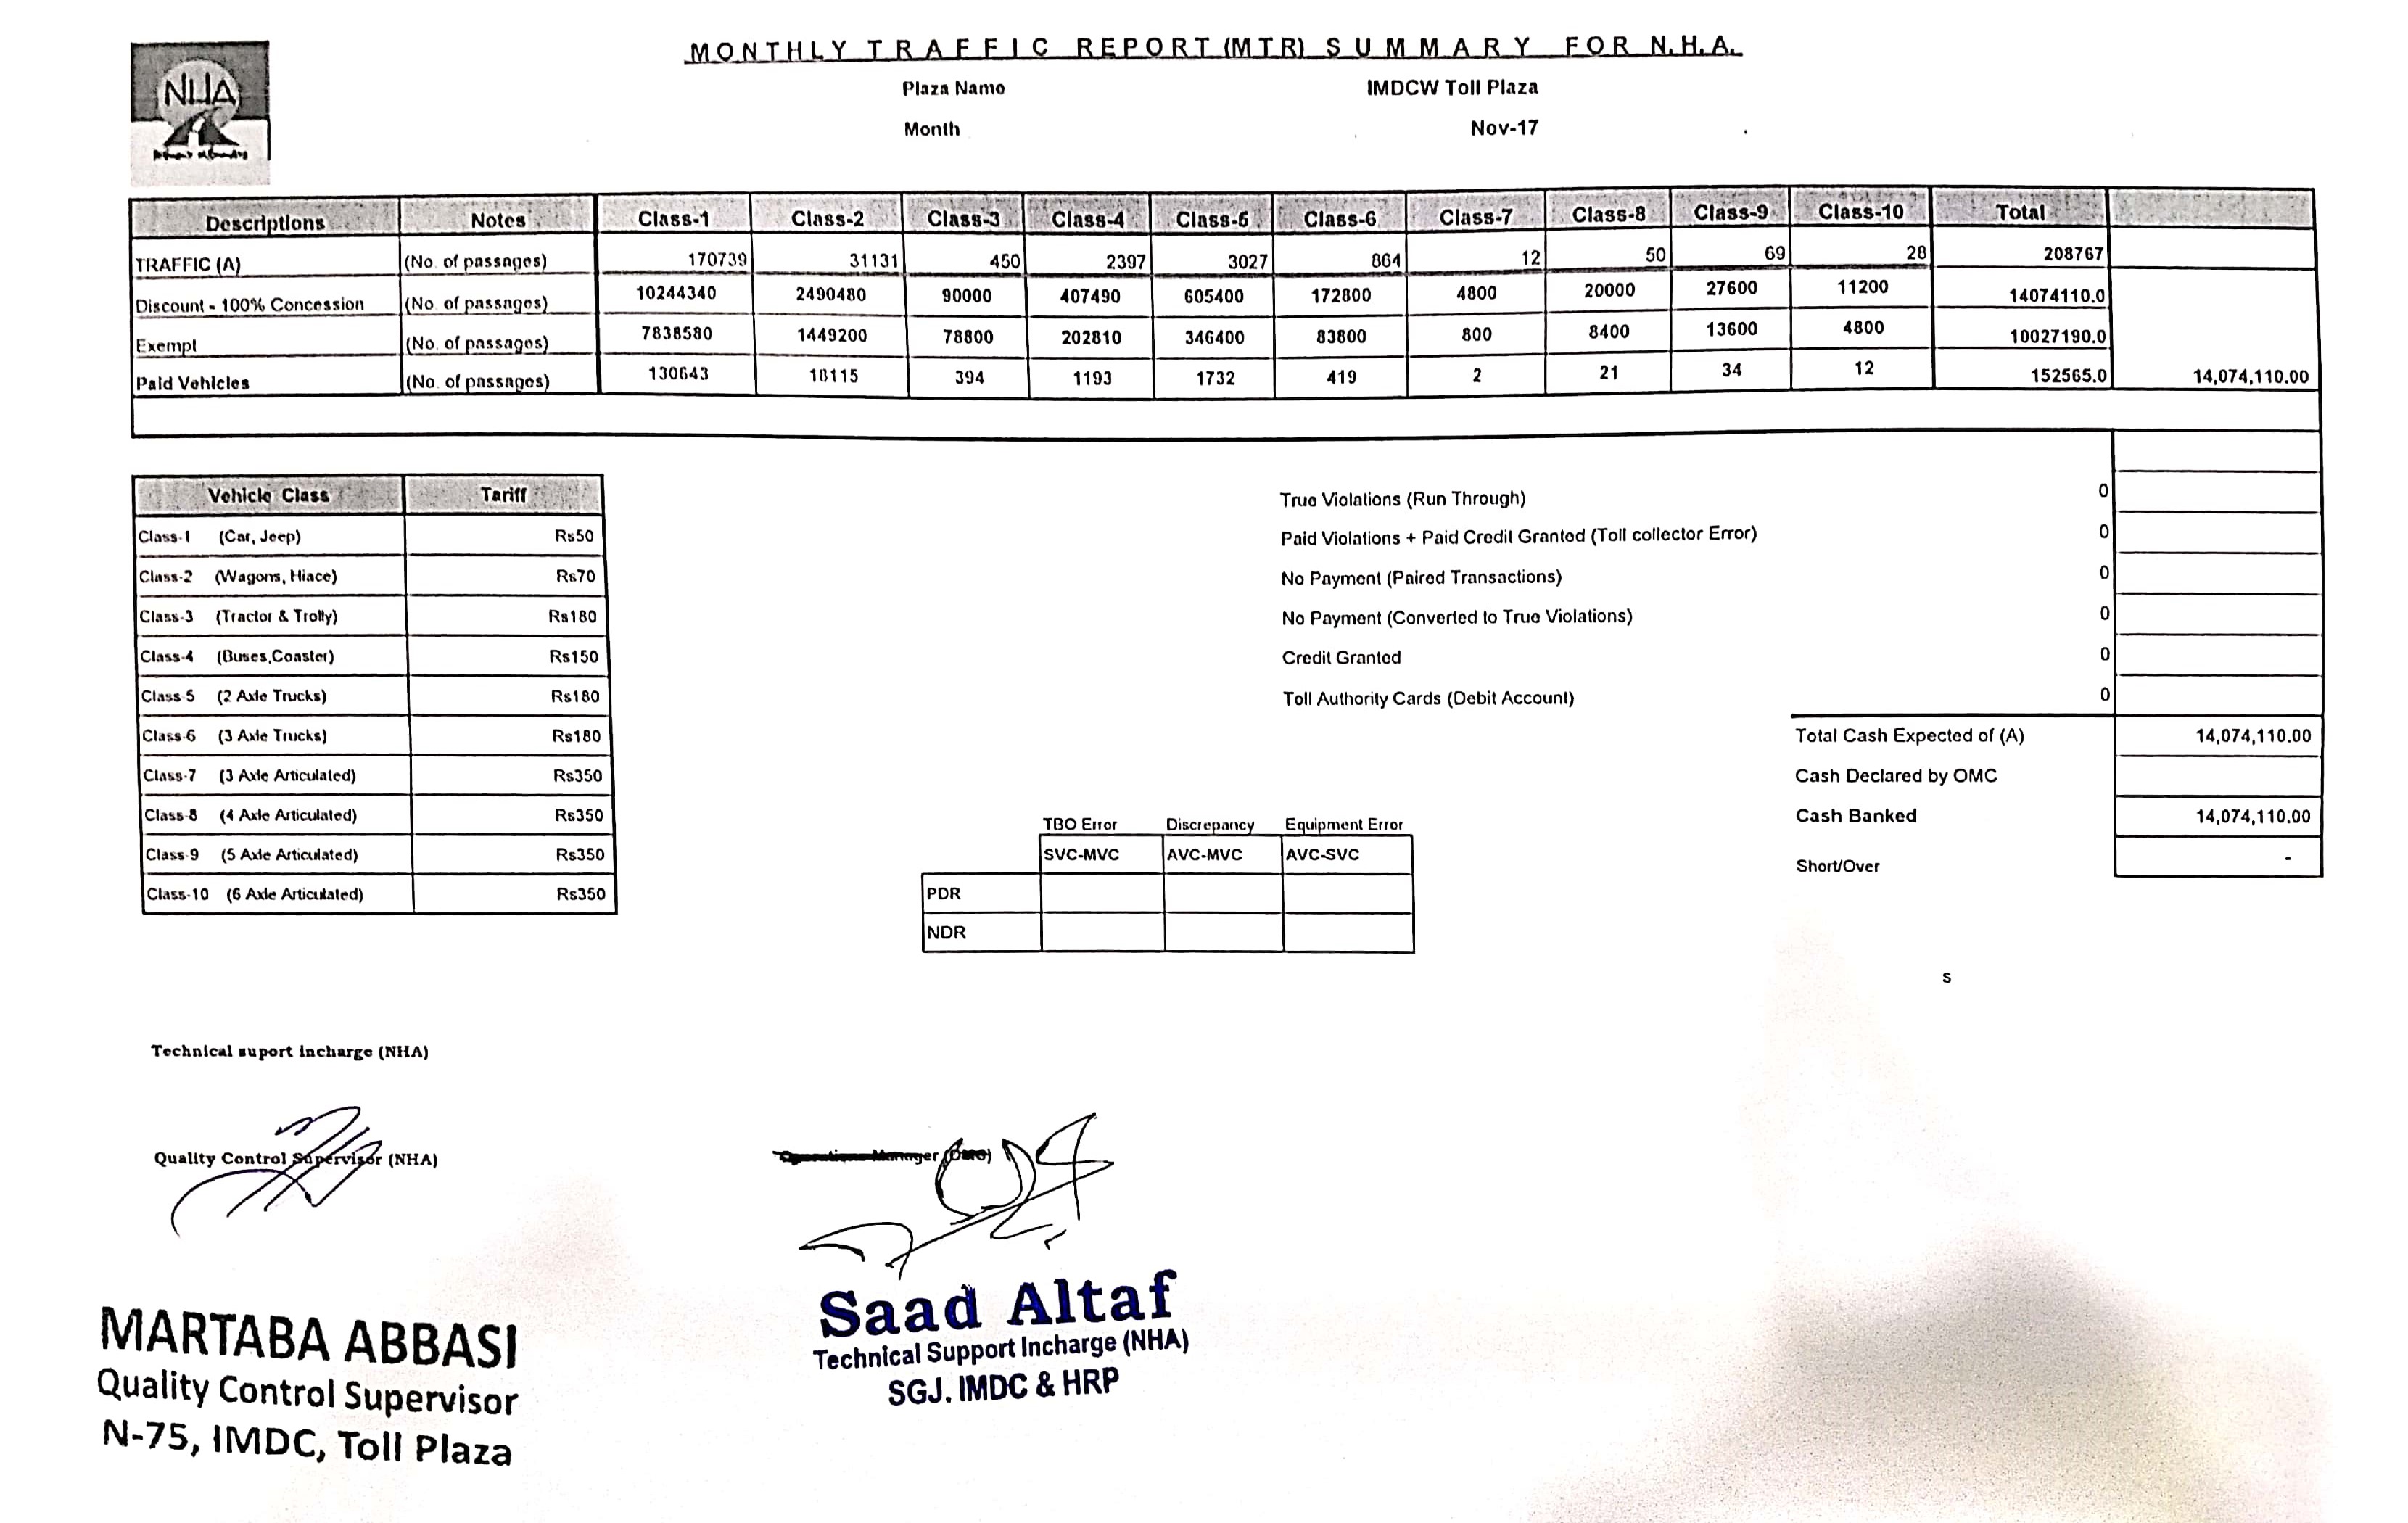 MONTHLY TRAFFIC REPORT (MTR) SUMMARY FOR N.H.A.
NHA
Plaza Name IMDCW Toll Plaza
Month Nov-17
Descriptions Notes Class-1 Class-2 Class-3 Class-4 Class-5 Class-6 Class-7 Class-8 Class-9 Class-10 Total
TRAFFIC (A) (No. of passages) 170739 31131 450 2397 3027 864 12 50 69 28 208767
Discount - 100% Concession (No. of passages) 10244340 2490480 90000 407490 605400 172800 4800 20000 27600 11200 14074110.0
Exempt (No. of passages) 7838580 1449200 78800 202810 346400 83800 800 8400 13600 4800 10027190.0
Paid Vehicles (No. of passages) 130643 18115 394 1193 1732 419 2 21 34 12 152565.0 14,074,110.00
Vehicle Class Tariff
Class-1 (Car, Jeep) Rs50
Class-2 (Wagons, Hiace) Rs70
Class-3 (Tractor & Trolly) Rs180
Class-4 (Buses,Coaster) Rs150
Class-5 (2 Axle Trucks) Rs180
Class-6 (3 Axle Trucks) Rs180
Class-7 (3 Axle Articulated) Rs350
Class-8 (4 Axle Articulated) Rs350
Class-9 (5 Axle Articulated) Rs350
Class-10 (6 Axle Articulated) Rs350
True Violations (Run Through) 0
Paid Violations + Paid Credit Granted (Toll collector Error) 0
No Payment (Paired Transactions) 0
No Payment (Converted to True Violations) 0
Credit Granted 0
Toll Authority Cards (Debit Account) 0
Total Cash Expected of (A) 14,074,110.00
Cash Declared by OMC
Cash Banked 14,074,110.00
Short/Over -
TBO Error Discrepancy Equipment Error
SVC-MVC AVC-MVC AVC-SVC
PDR
NDR
s
Technical suport incharge (NHA)
Quality Control Supervisor (NHA)
Operations Manager (OMC)
MARTABA ABBASI
Quality Control Supervisor
N-75, IMDC, Toll Plaza
Saad Altaf
Technical Support Incharge (NHA)
SGJ. IMDC & HRP